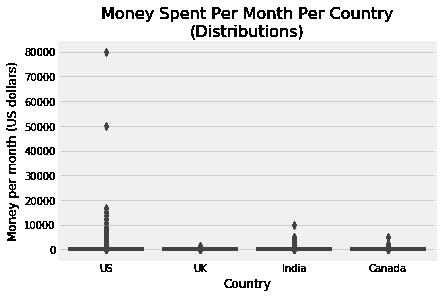 Money Spent Per Month Per Country
(Distributions)
80000
70000
60000
50000
40000
30000
20000
10000
0
Money per month (US dollars)
US UK India Canada
Country